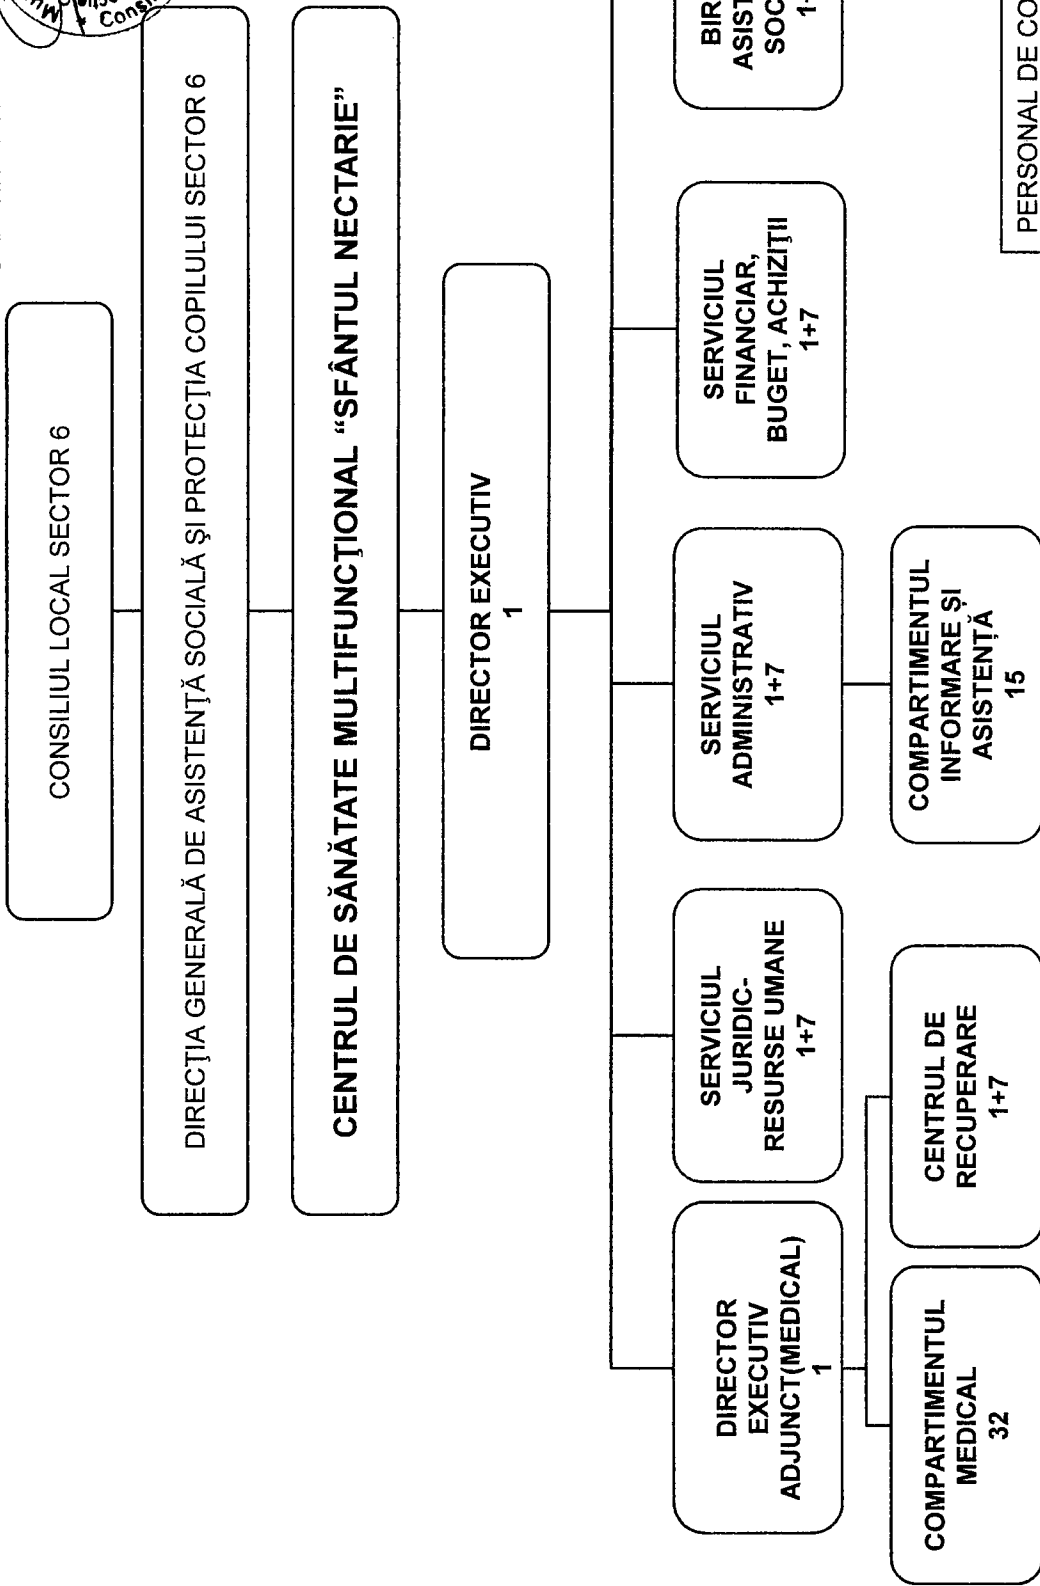 CONSILIUL LOCAL SECTOR 6
DIRECŢIA GENERALĂ DE ASISTENŢĂ SOCIALĂ ŞI PROTECŢIA COPILULUI SECTOR 6
CENTRUL DE SĂNĂTATE MULTIFUNCŢIONAL “SFÂNTUL NECTARIE”
DIRECTOR EXECUTIV
1
DIRECTOR
EXECUTIV
ADJUNCT(MEDICAL)
1
SERVICIUL
JURIDIC-
RESURSE UMANE
1+7
SERVICIUL
ADMINISTRATIV
1+7
SERVICIUL
FINANCIAR,
BUGET, ACHIZIŢII
1+7
BIR
ASIST
SOC
COMPARTIMENTUL
MEDICAL
32
CENTRUL DE
RECUPERARE
1+7
COMPARTIMENTUL
INFORMARE ŞI
ASISTENŢĂ
15
PERSONAL DE CO